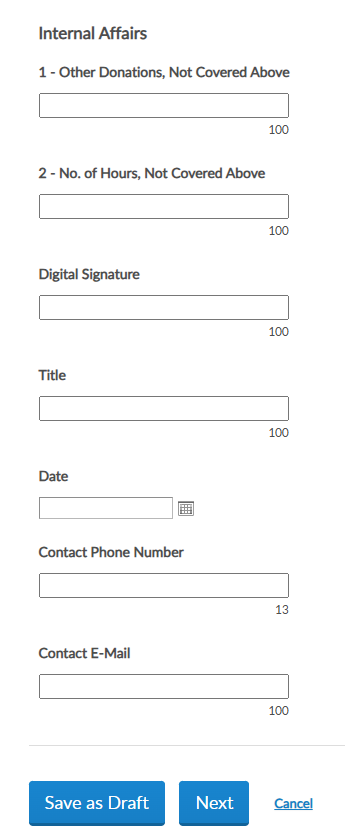 Internal Affairs
1 - Other Donations, Not Covered Above
100
2 - No. of Hours, Not Covered Above
100
Digital Signature
100
Title
100
Date
Contact Phone Number
13
Contact E-Mail
100
Save as Draft Next Cancel